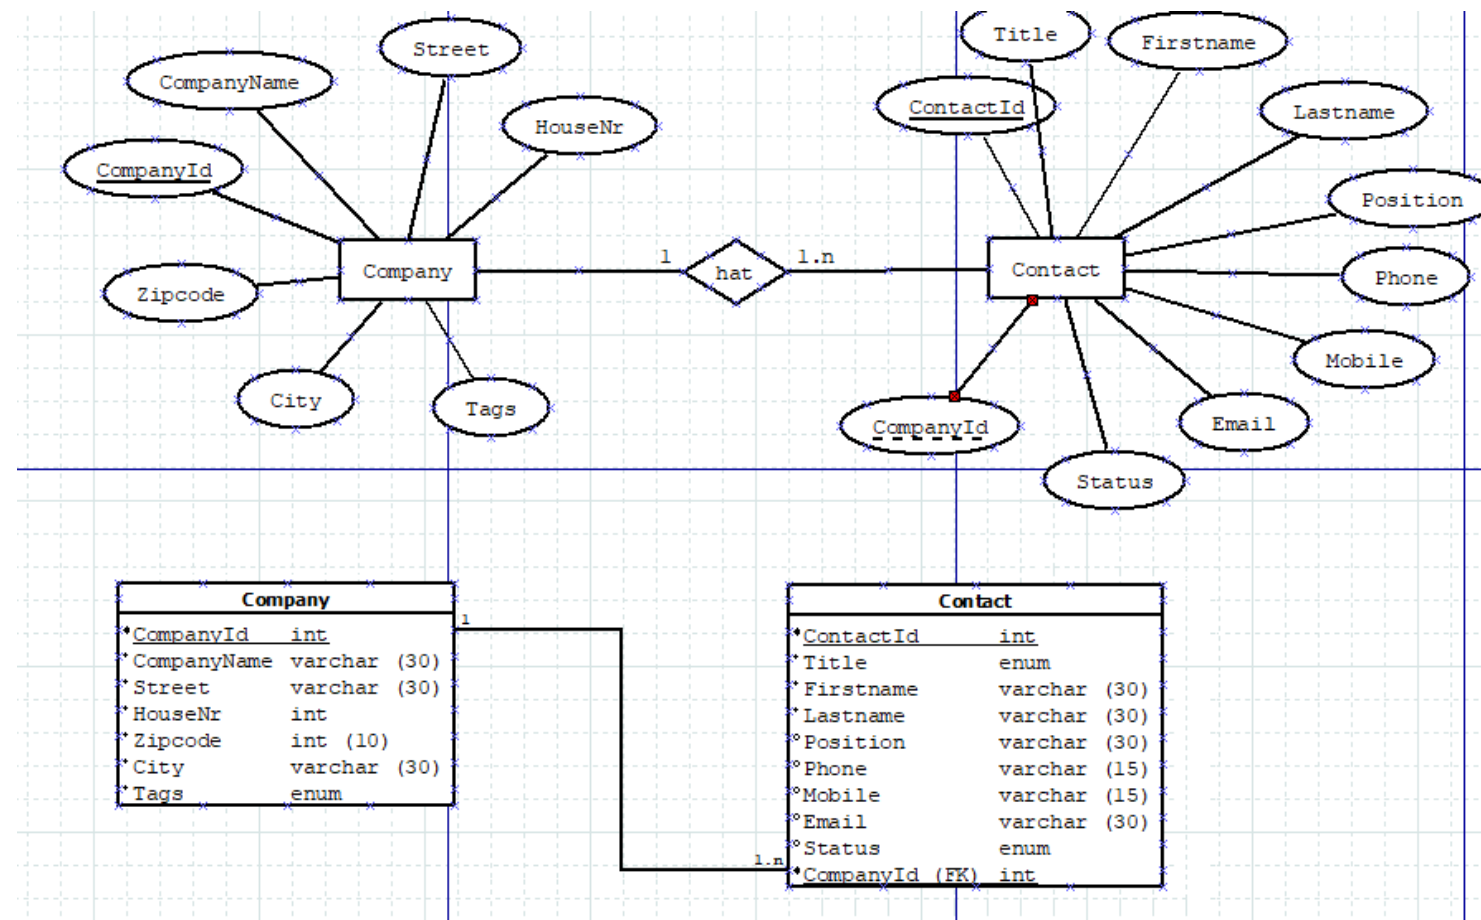 Street
Title
Firstname
CompanyName
ContactId
Lastname
HouseNr
CompanyId
Position
Company
1
hat
1.n
Contact
Zipcode
Phone
Mobile
City
Tags
CompanyId
Email
Status
Company
CompanyId int
CompanyName varchar (30)
Street varchar (30)
HouseNr int
Zipcode int (10)
City varchar (30)
Tags enum
1
1.n
Contact
ContactId int
Title enum
Firstname varchar (30)
Lastname varchar (30)
Position varchar (30)
Phone varchar (15)
Mobile varchar (15)
Email varchar (30)
Status enum
CompanyId (FK) int